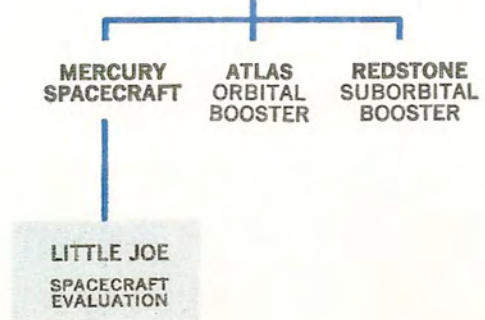 MERCURY
SPACECRAFT
ATLAS
ORBITAL
BOOSTER
REDSTONE
SUBORBITAL
BOOSTER
LITTLE JOE
SPACECRAFT
EVALUATION